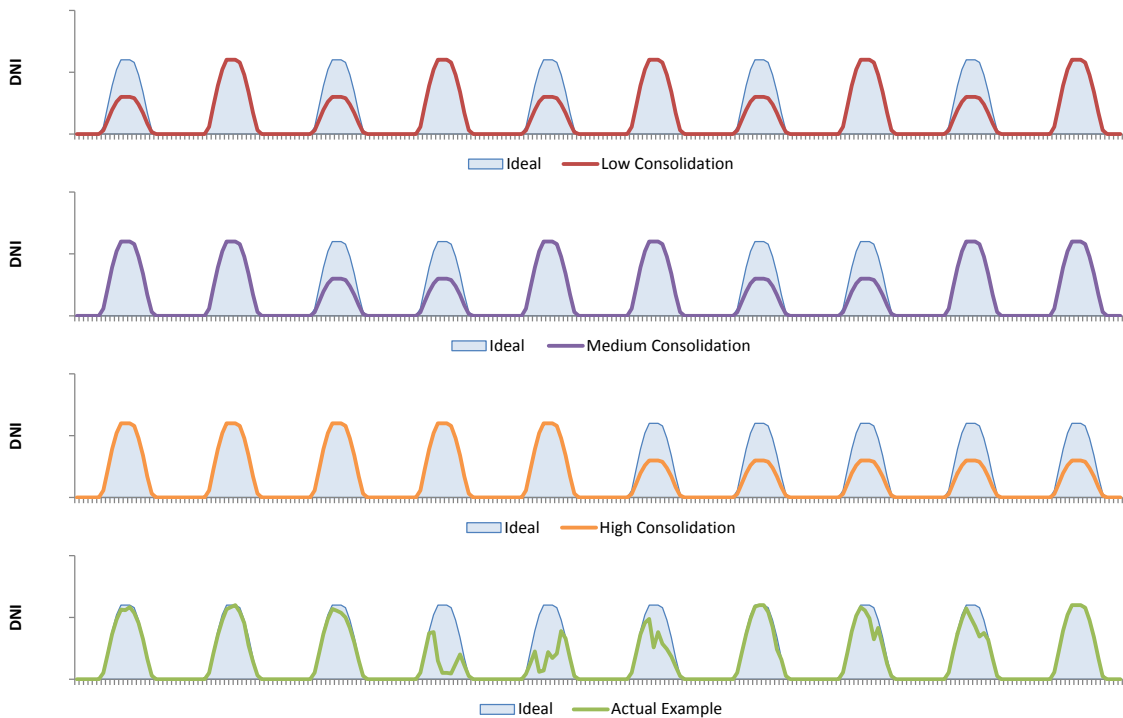 DNI
Ideal Low Consolidation
DNI
Ideal Medium Consolidation
DNI
Ideal High Consolidation
DNI
Ideal Actual Example